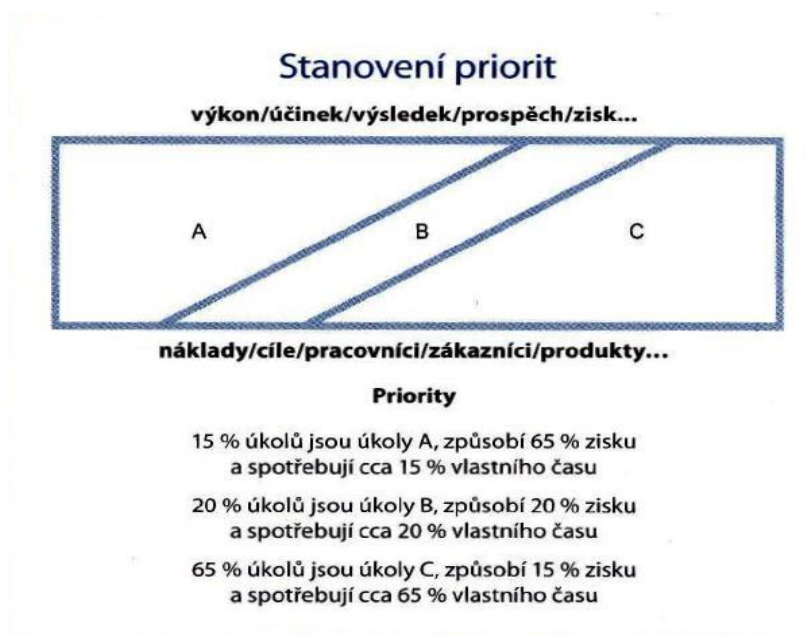 Stanovení priorit
výkon/účinek/výsledek/prospěch/zisk...
A
B
C
náklady/cíle/pracovníci/zákazníci/produkty...
Priority
15 % úkolů jsou úkoly A, způsobí 65 % zisku
a spotřebují cca 15 % vlastního času
20 % úkolů jsou úkoly B, způsobí 20 % zisku
a spotřebují cca 20 % vlastního času
65 % úkolů jsou úkoly C, způsobí 15 % zisku
a spotřebují cca 65 % vlastního času